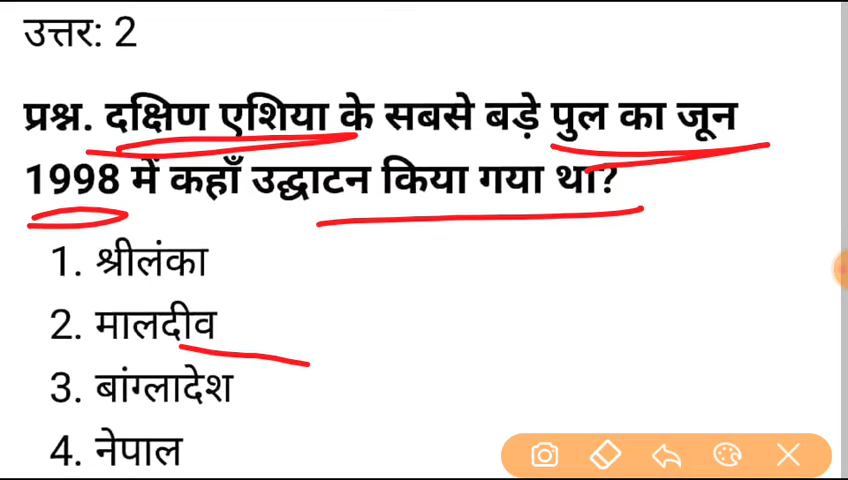 उत्तर: 2
प्रश्न. दक्षिण एशिया के सबसे बड़े पुल का जून
1998 में कहाँ उद्घाटन किया गया था?
1. श्रीलंका
2. मालदीव
3. बांग्लादेश
4. नेपाल